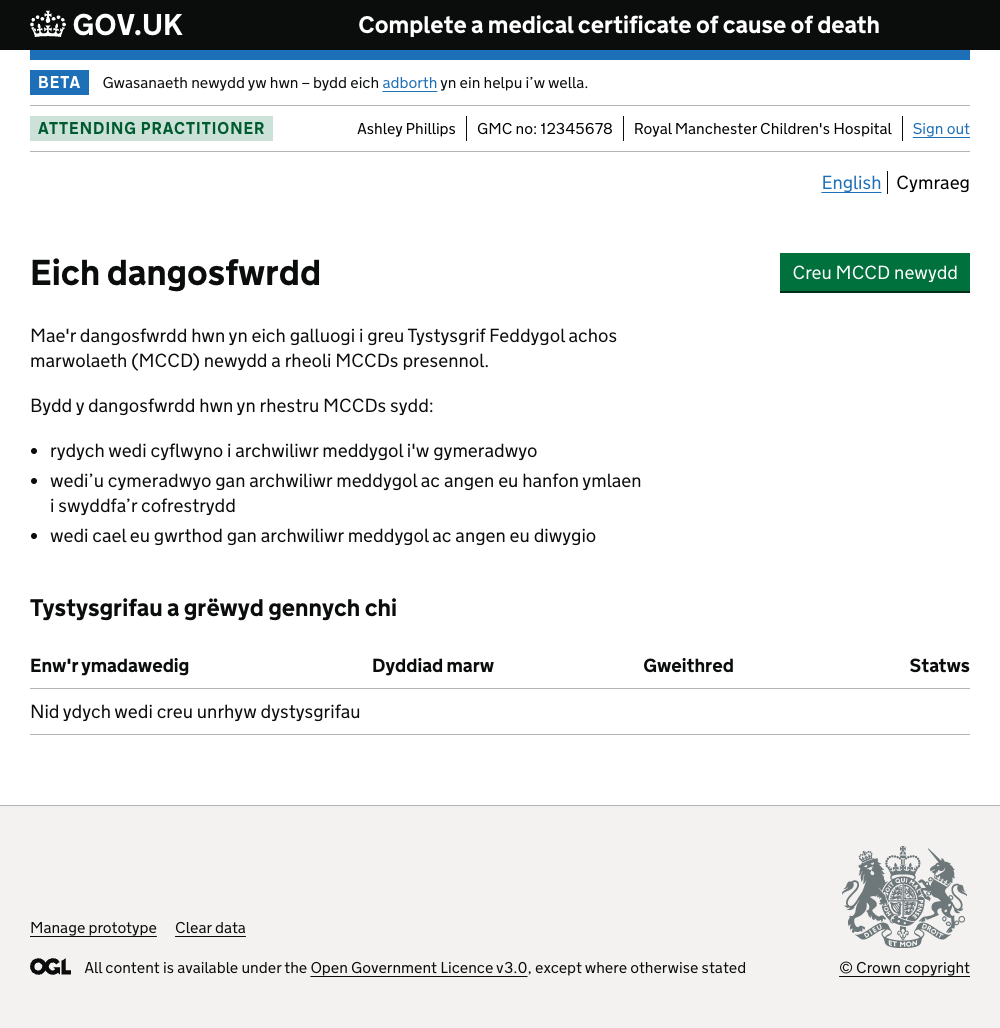 GOV.UK
Complete a medical certificate of cause of death
BETA Gwasanaeth newydd yw hwn – bydd eich adborth yn ein helpu i’w wella.
ATTENDING PRACTITIONER
Ashley Phillips
GMC no: 12345678
Royal Manchester Children's Hospital
Sign out
English
Cymraeg
Eich dangosfwrdd
Creu MCCD newydd
Mae'r dangosfwrdd hwn yn eich galluogi i greu Tystysgrif Feddygol achos
marwolaeth (MCCD) newydd a rheoli MCCDs presennol.
Bydd y dangosfwrdd hwn yn rhestru MCCDs sydd:
• rydych wedi cyflwyno i archwiliwr meddygol i'w gymeradwyo
• wedi’u cymeradwyo gan archwiliwr meddygol ac angen eu hanfon ymlaen
i swyddfa’r cofrestrydd
• wedi cael eu gwrthod gan archwiliwr meddygol ac angen eu diwygio
Tystysgrifau a grëwyd gennych chi
Enw'r ymadawedig Dyddiad marw Gweithred Statws
Nid ydych wedi creu unrhyw dystysgrifau
Manage prototype
Clear data
OGL All content is available under the Open Government Licence v3.0, except where otherwise stated
DIEU ET MON DROIT
© Crown copyright